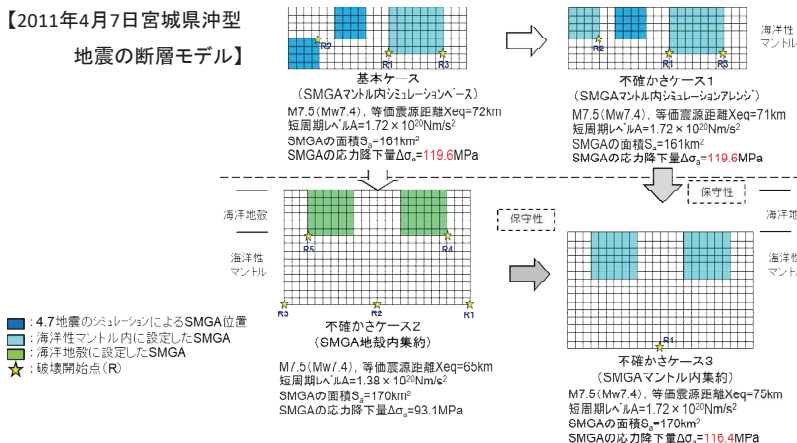 【2011年4月7日宮城県沖型
地震の断層モデル】
R2
R1
R3
基本ケース
(SMGAマントル内シミュレーションベース)
M7.5(Mw7.4), 等価震源距離Xeq=72km
短周期レベルA=1.72×10²⁰Nm/s²
SMGAの面積Sₐ=161km²
SMGAの応力降下量Δσₐ=119.6MPa
R2
R1
R3
海洋性
マントル
不確かさケース1
(SMGAマントル内シミュレーションアレンジ)
M7.5(Mw7.4), 等価震源距離Xeq=71km
短周期レベルA=1.72×10²⁰Nm/s²
SMGAの面積Sₐ=161km²
SMGAの応力降下量Δσₐ=119.6MPa
保守性
海洋地殻
海洋性
マントル
R5
R4
R3
R2
R1
保守性
海洋地
海洋性
マントル
R1
不確かさケース2
(SMGA地殻内集約)
M7.5(Mw7.4), 等価震源距離Xeq=65km
短周期レベルA=1.38×10²⁰Nm/s²
SMGAの面積Sₐ=170km²
SMGAの応力降下量Δσₐ=93.1MPa
不確かさケース3
(SMGAマントル内集約)
M7.5(Mw7.4), 等価震源距離Xeq=75km
短周期レベルA=1.72×10²⁰Nm/s²
SMGAの面積Sₐ=170km²
SMGAの応力降下量Δσₐ=116.4MPa
:4.7地震のシミュレーションによるSMGA位置
:海洋性マントル内に設定したSMGA
:海洋地殻に設定したSMGA
:破壊開始点(R)